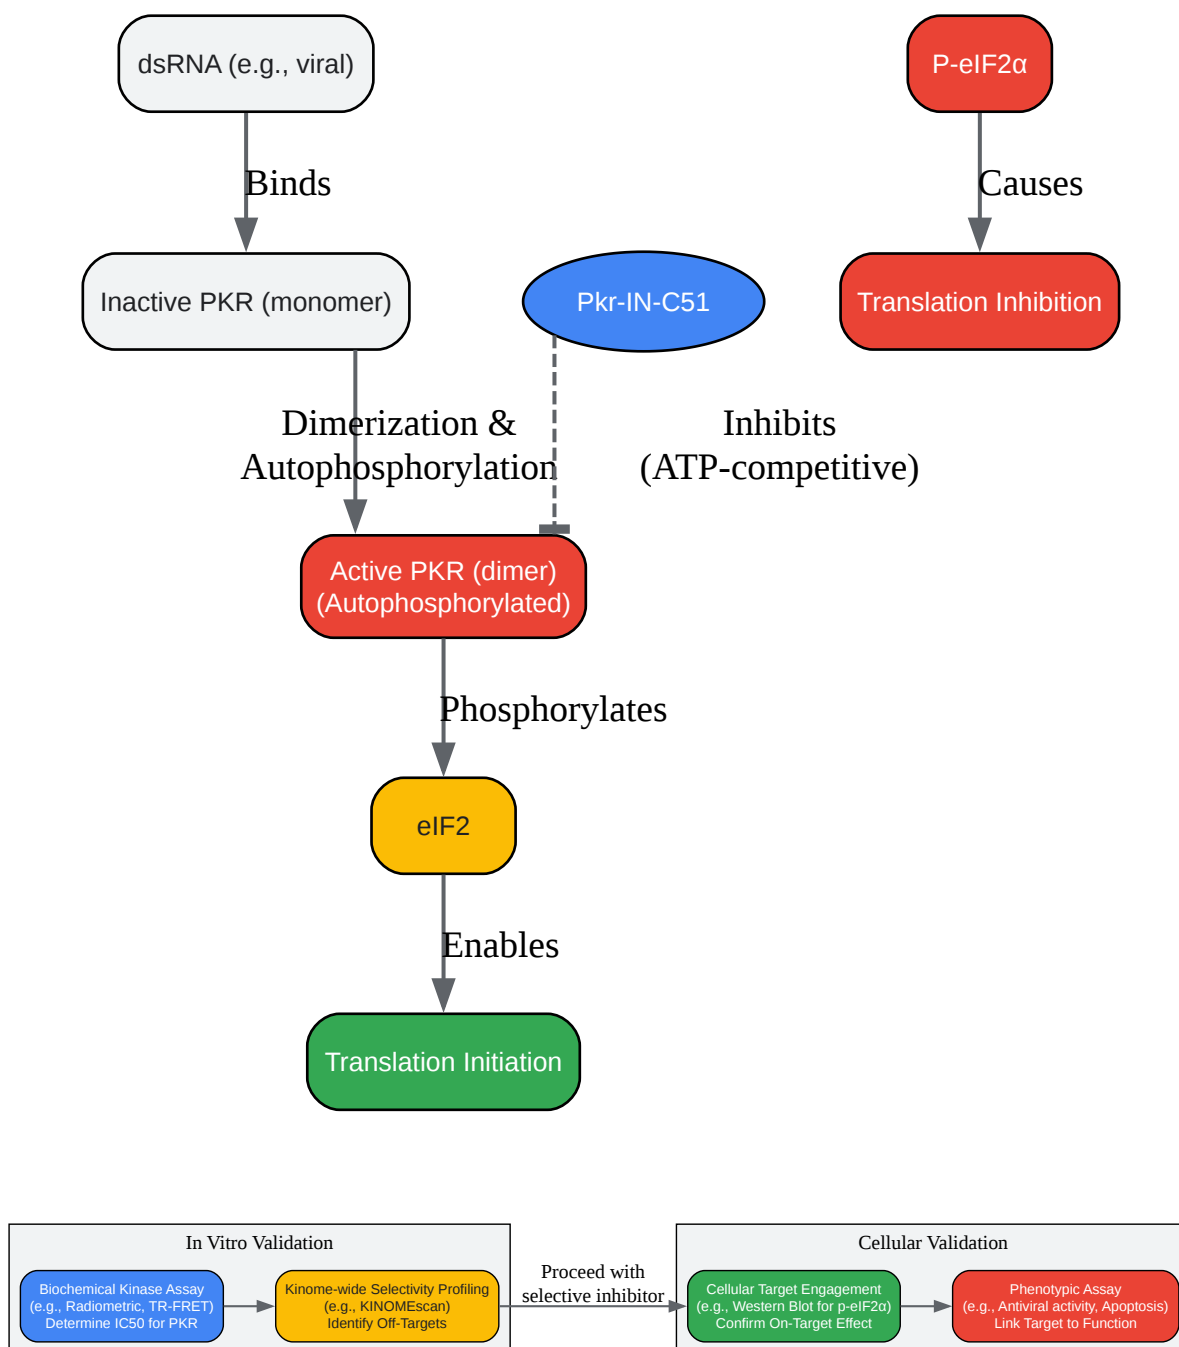 dsRNA (e.g., viral)
P-eIF2α
Binds
Causes
Inactive PKR (monomer)
Pkr-IN-C51
Translation Inhibition
Dimerization &
Autophosphorylation
Inhibits
(ATP-competitive)
Active PKR (dimer)
(Autophosphorylated)
Phosphorylates
eIF2
Enables
Translation Initiation
In Vitro Validation
Biochemical Kinase Assay
(e.g., Radiometric, TR-FRET)
Determine IC50 for PKR
Kinome-wide Selectivity Profiling
(e.g., KINOMEscan)
Identify Off-Targets
Proceed with
selective inhibitor
Cellular Validation
Cellular Target Engagement
(e.g., Western Blot for p-eIF2α)
Confirm On-Target Effect
Phenotypic Assay
(e.g., Antiviral activity, Apoptosis)
Link Target to Function